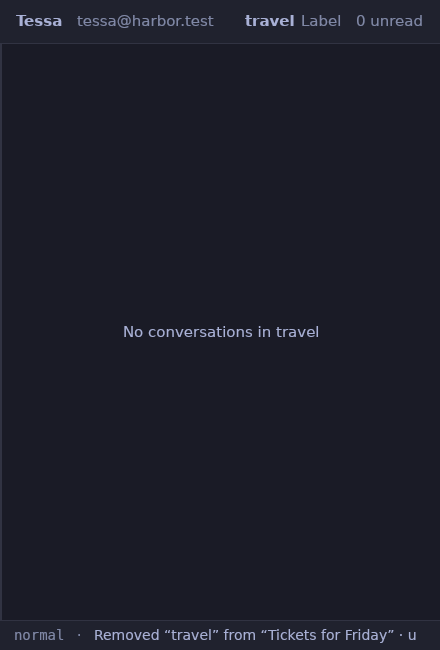 Tessa tessa@harbor.test travel Label 0 unread
No conversations in travel
normal · Removed “travel” from “Tickets for Friday” · u